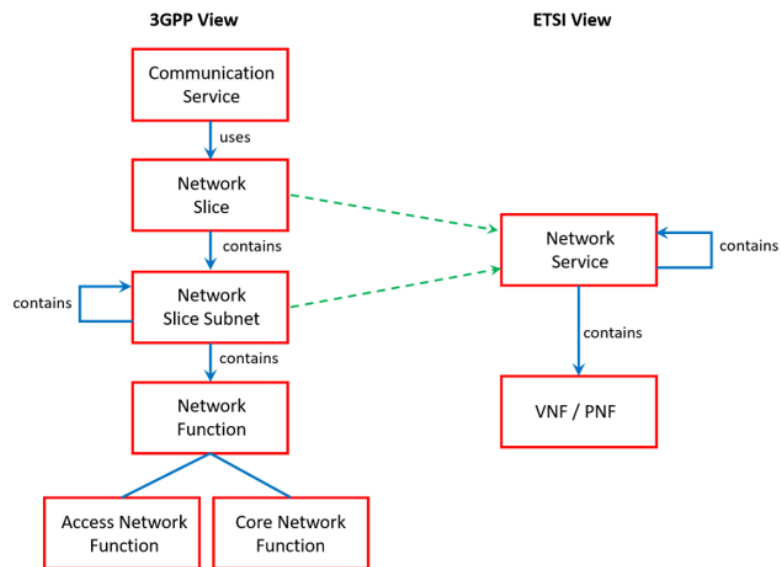 3GPP View
ETSI View
Communication
Service
uses
Network
Slice
contains
Network
Service
contains
contains
Network
Slice Subnet
contains
contains
Network
Function
VNF / PNF
Access Network
Function
Core Network
Function